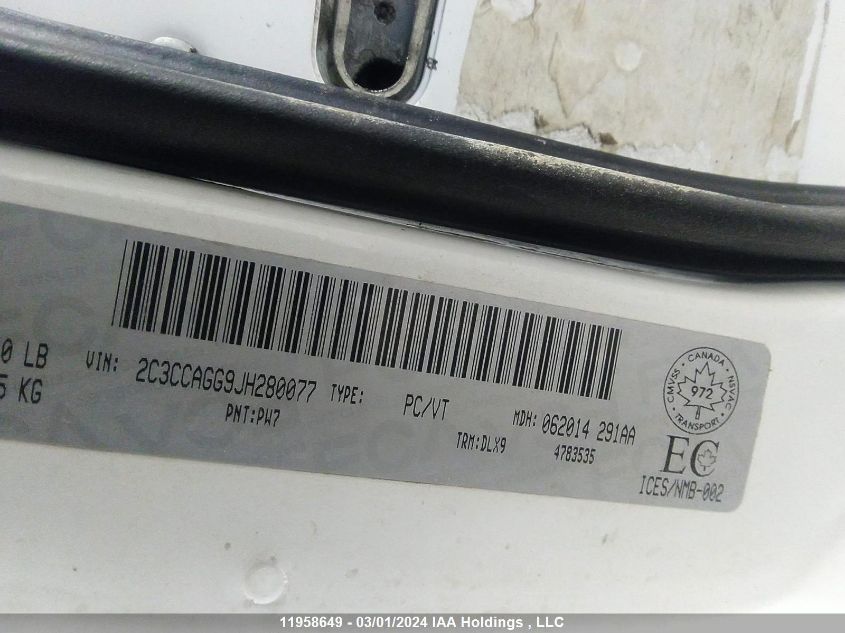 0 LB
5 KG
VIN: 2C3CCAGG9JH280077 TYPE: PC/VT MDH: 062014 291AA
PNT:PW7 TRM:DLX9 4783535
CMVSS · CANADA · NSVAC
972
TRANSPORT
EC
ICES/NMB-002
11958649 - 03/01/2024 IAA Holdings , LLC